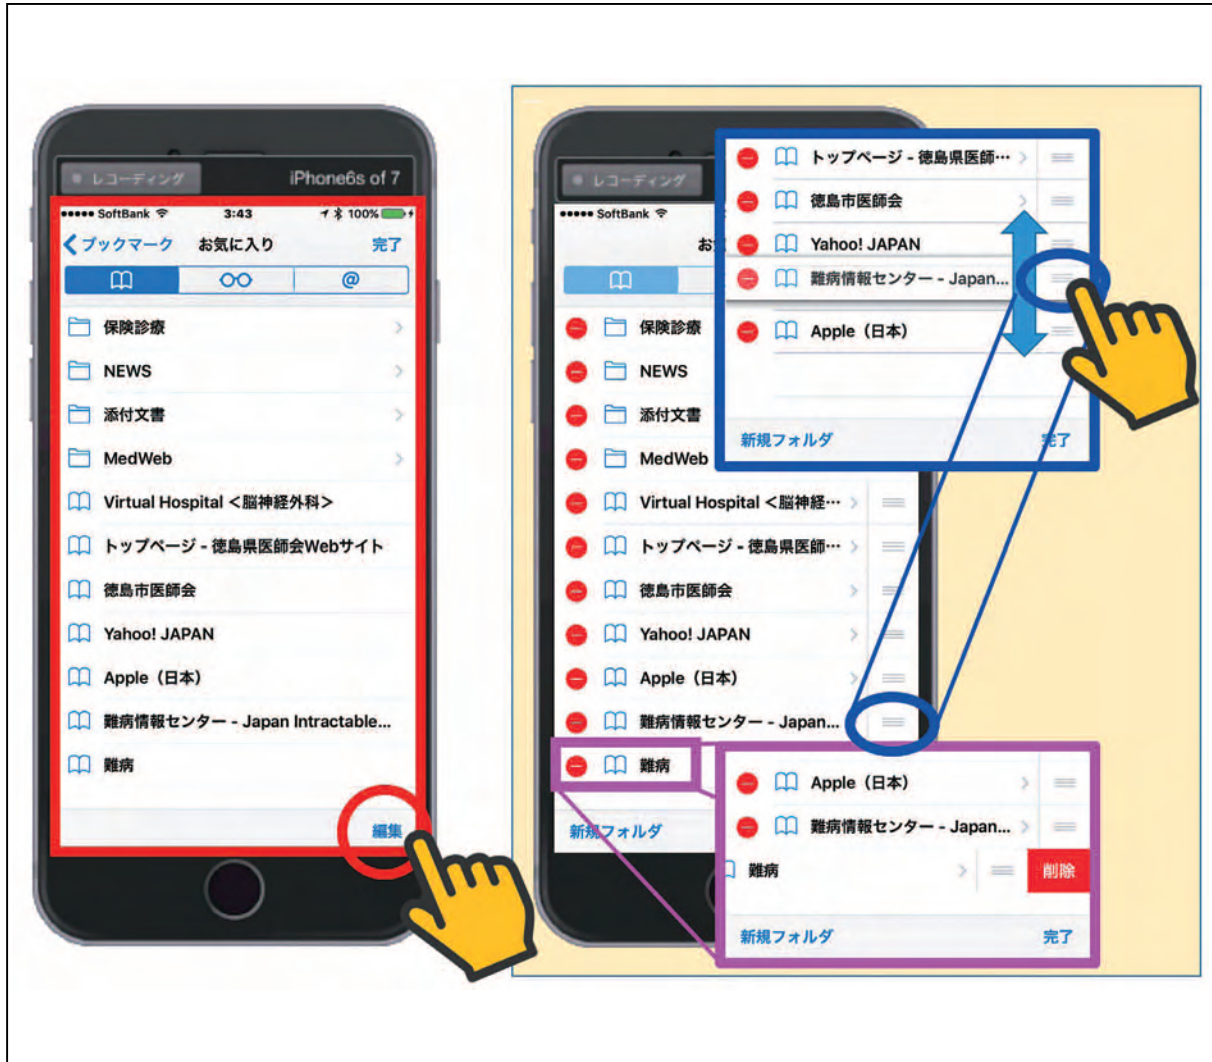 レコーディング
iPhone6s of 7
SoftBank 3:43 100%
ブックマーク お気に入り 完了
@
保険診療
NEWS
添付文書
MedWeb
Virtual Hospital <脳神経外科>
トップページ - 徳島県医師会Webサイト
徳島市医師会
Yahoo! JAPAN
Apple（日本）
難病情報センター - Japan Intractable...
難病
編集
レコーディング
SoftBank
保険診療
NEWS
添付文書
MedWeb
Virtual Hospital <脳神経…
トップページ - 徳島県医師…
徳島市医師会
Yahoo! JAPAN
Apple（日本）
難病情報センター - Japan...
難病
新規フォルダ
トップページ - 徳島県医師…
徳島市医師会
Yahoo! JAPAN
難病情報センター - Japan...
Apple（日本）
新規フォルダ 完了
Apple（日本）
難病情報センター - Japan...
難病 削除
新規フォルダ 完了